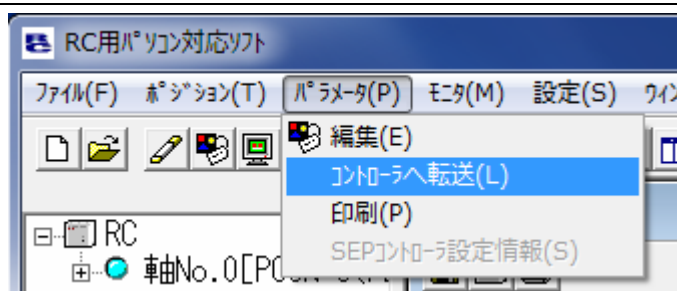 RC用ﾊﾟｿｺﾝ対応ｿﾌﾄ
ﾌｧｲﾙ(F) ﾎﾟｼﾞｼｮﾝ(T) ﾊﾟﾗﾒｰﾀ(P) ﾓﾆﾀ(M) 設定(S)
編集(E)
ｺﾝﾄﾛｰﾗへ転送(L)
印刷(P)
SEPｺﾝﾄﾛｰﾗ設定情報(S)
RC
軸No.0